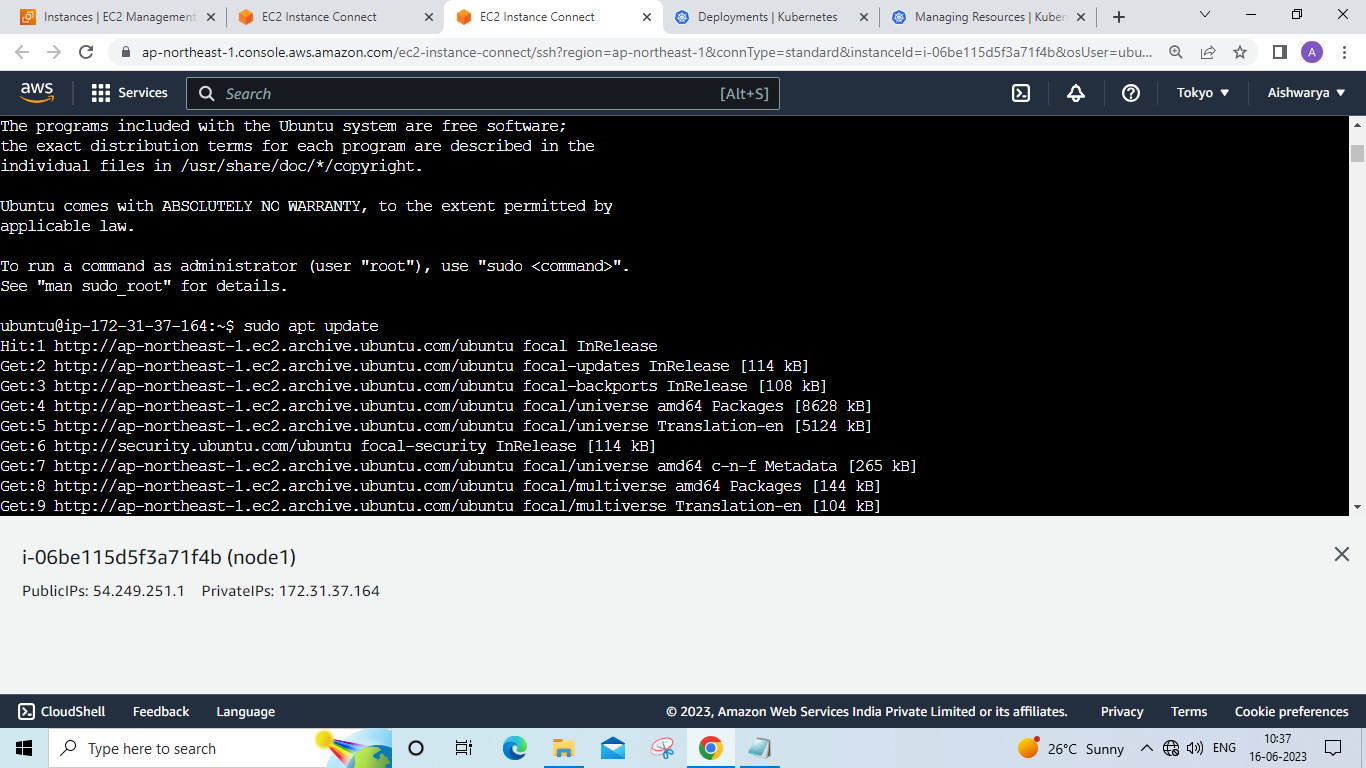 Instances | EC2 Management
EC2 Instance Connect
EC2 Instance Connect
Deployments | Kubernetes
Managing Resources | Kuber
ap-northeast-1.console.aws.amazon.com/ec2-instance-connect/ssh?region=ap-northeast-1&connType=standard&instanceId=i-06be115d5f3a71f4b&osUser=ubu...
A
aws
Services
Search
[Alt+S]
Tokyo
Aishwarya
The programs included with the Ubuntu system are free software;
the exact distribution terms for each program are described in the
individual files in /usr/share/doc/*/copyright.
Ubuntu comes with ABSOLUTELY NO WARRANTY, to the extent permitted by
applicable law.
To run a command as administrator (user "root"), use "sudo <command>".
See "man sudo_root" for details.
ubuntu@ip-172-31-37-164:~$ sudo apt update
Hit:1 http://ap-northeast-1.ec2.archive.ubuntu.com/ubuntu focal InRelease
Get:2 http://ap-northeast-1.ec2.archive.ubuntu.com/ubuntu focal-updates InRelease [114 kB]
Get:3 http://ap-northeast-1.ec2.archive.ubuntu.com/ubuntu focal-backports InRelease [108 kB]
Get:4 http://ap-northeast-1.ec2.archive.ubuntu.com/ubuntu focal/universe amd64 Packages [8628 kB]
Get:5 http://ap-northeast-1.ec2.archive.ubuntu.com/ubuntu focal/universe Translation-en [5124 kB]
Get:6 http://security.ubuntu.com/ubuntu focal-security InRelease [114 kB]
Get:7 http://ap-northeast-1.ec2.archive.ubuntu.com/ubuntu focal/universe amd64 c-n-f Metadata [265 kB]
Get:8 http://ap-northeast-1.ec2.archive.ubuntu.com/ubuntu focal/multiverse amd64 Packages [144 kB]
Get:9 http://ap-northeast-1.ec2.archive.ubuntu.com/ubuntu focal/multiverse Translation-en [104 kB]
i-06be115d5f3a71f4b (node1)
PublicIPs: 54.249.251.1 PrivateIPs: 172.31.37.164
CloudShell Feedback Language
© 2023, Amazon Web Services India Private Limited or its affiliates. Privacy Terms Cookie preferences
Type here to search
26°C Sunny
ENG
10:37
16-06-2023